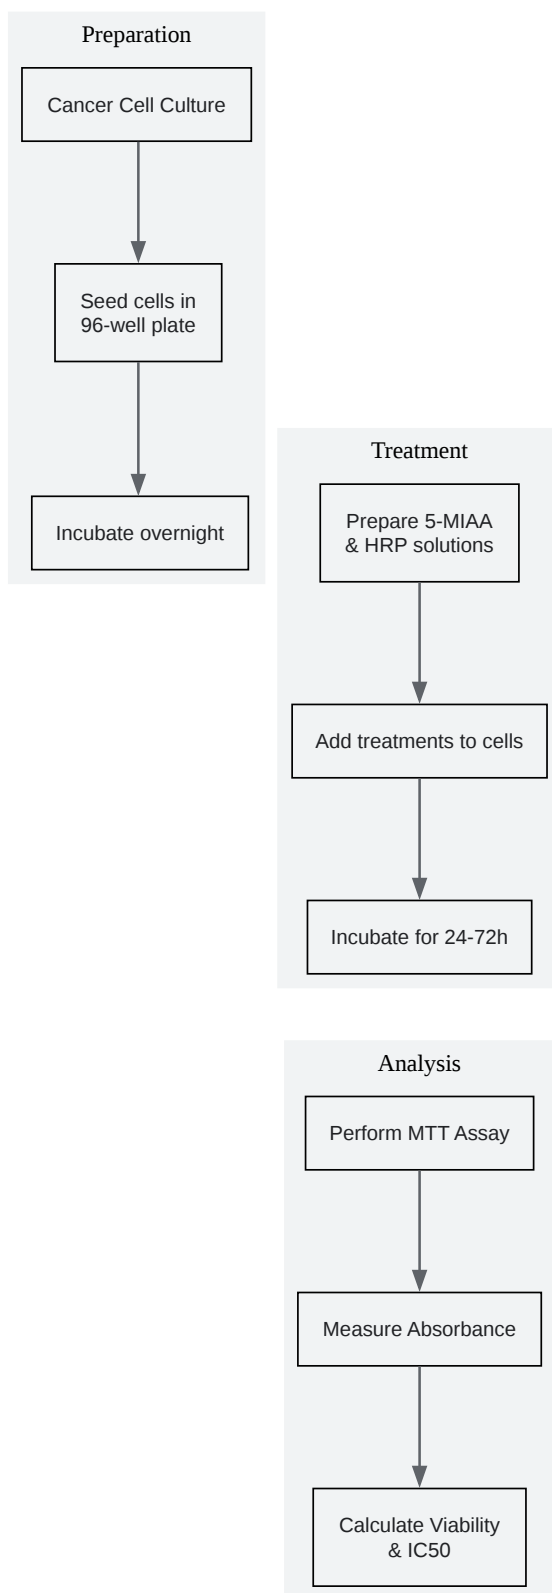 Preparation
Cancer Cell Culture
Seed cells in
96-well plate
Incubate overnight
Treatment
Prepare 5-MIAA
& HRP solutions
Add treatments to cells
Incubate for 24-72h
Analysis
Perform MTT Assay
Measure Absorbance
Calculate Viability
& IC50